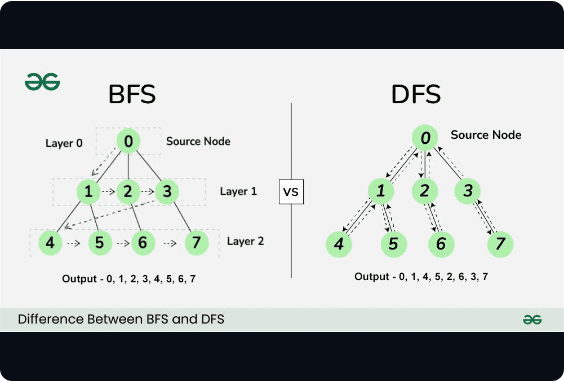 BFS
DFS
Layer 0
0
Source Node
1
2
3
Layer 1
4
5
6
7
Layer 2
Output - 0, 1, 2, 3, 4, 5, 6, 7
VS
0
Source Node
1
2
3
4
5
6
7
Output - 0, 1, 4, 5, 2, 6, 3, 7
Difference Between BFS and DFS